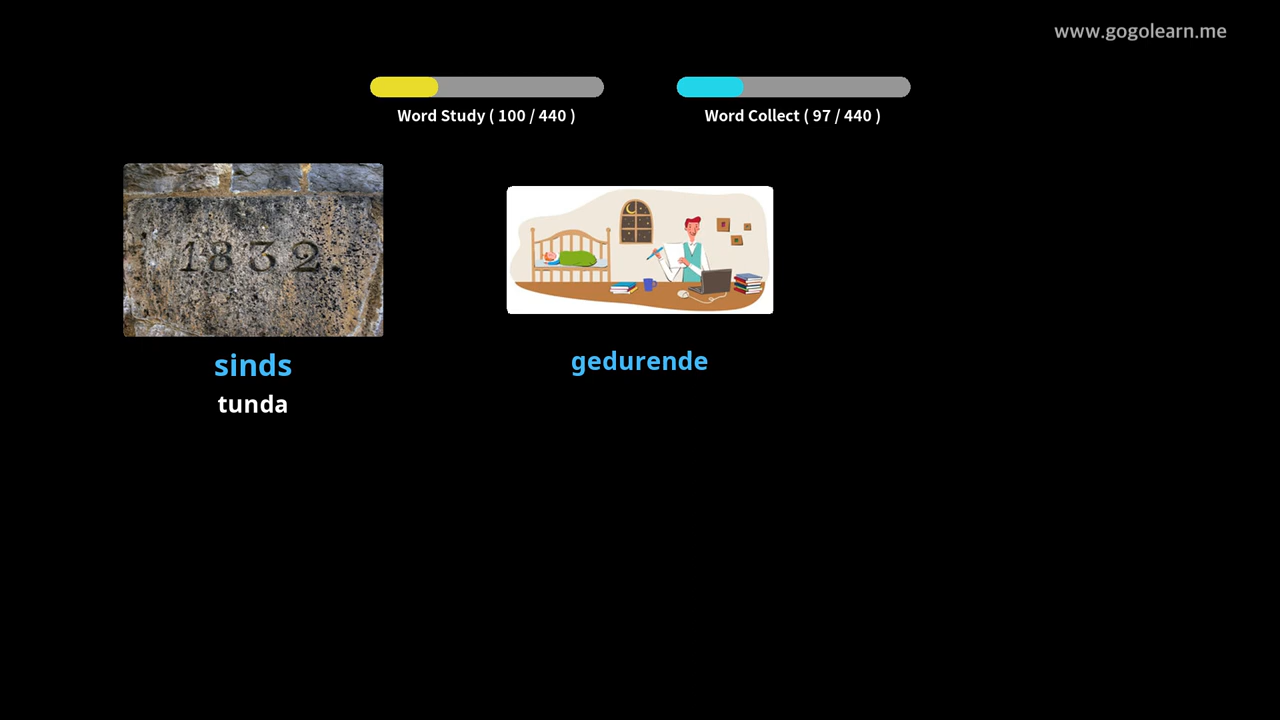 www.gogolearn.me
Word Study ( 100 / 440 )
Word Collect ( 97 / 440 )
1832.
sinds
gedurende
tunda